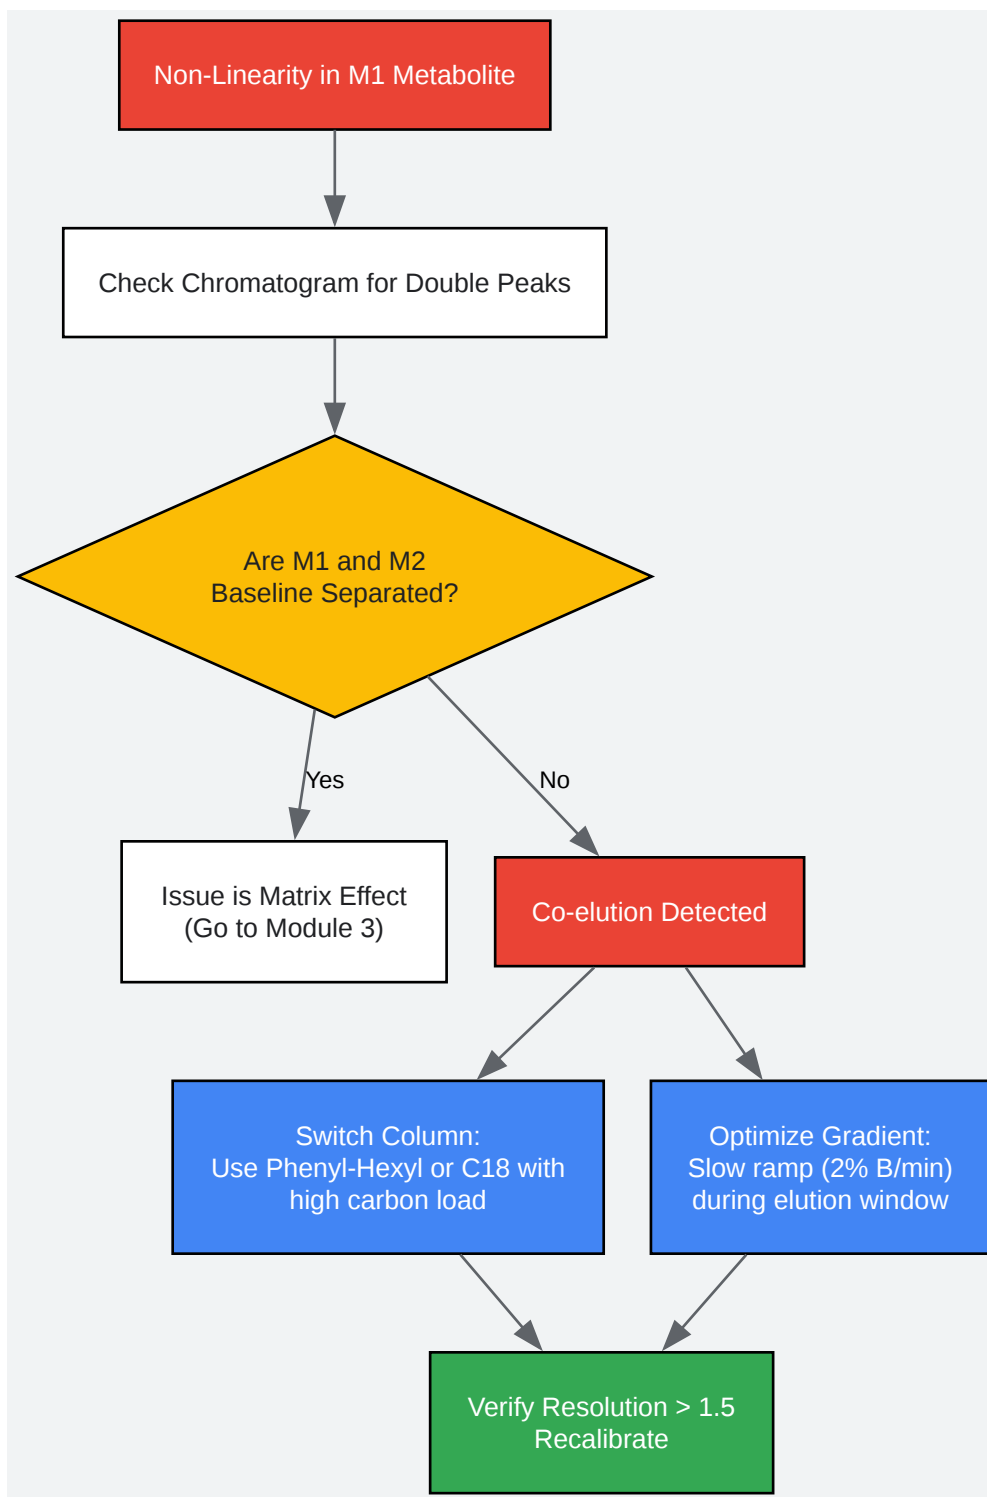 Non-Linearity in M1 Metabolite
Check Chromatogram for Double Peaks
Are M1 and M2
Baseline Separated?
Yes
No
Issue is Matrix Effect
(Go to Module 3)
Co-elution Detected
Switch Column:
Use Phenyl-Hexyl or C18 with
high carbon load
Optimize Gradient:
Slow ramp (2% B/min)
during elution window
Verify Resolution > 1.5
Recalibrate